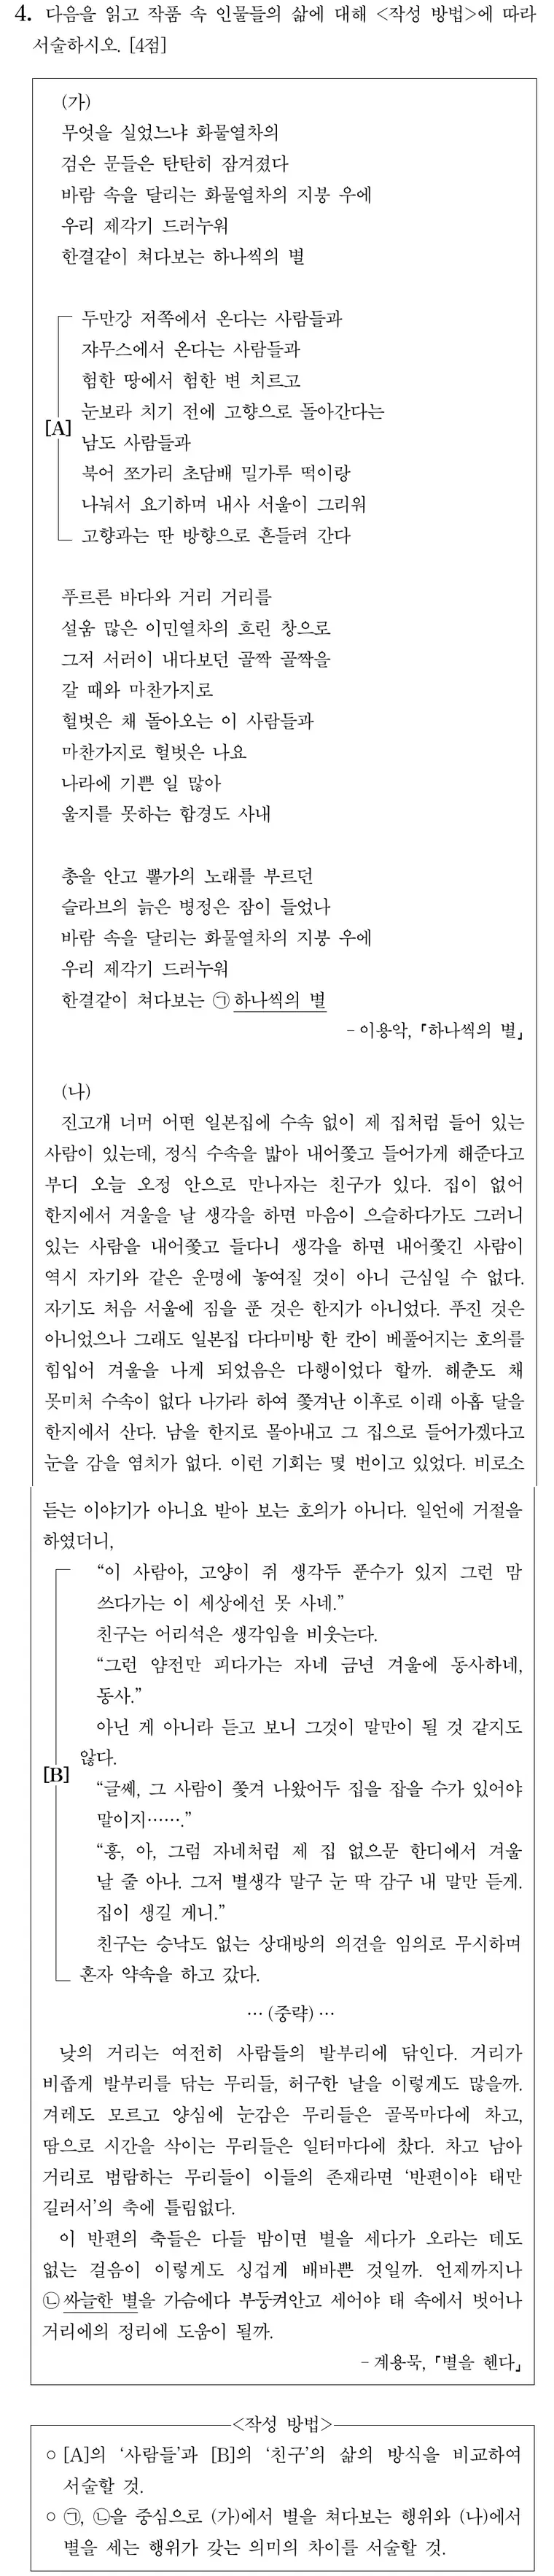 4. 다음을 읽고 작품 속 인물들의 삶에 대해 <작성 방법>에 따라
서술하시오. [4점]
(가)
무엇을 실었느냐 화물열차의
검은 문들은 탄탄히 잠겨졌다
바람 속을 달리는 화물열차의 지붕 우에
우리 제각기 드러누워
한결같이 쳐다보는 하나씩의 별
두만강 저쪽에서 온다는 사람들과
쟈무스에서 온다는 사람들과
험한 땅에서 험한 변 치르고
눈보라 치기 전에 고향으로 돌아간다는
[A]
남도 사람들과
북어 쪼가리 초담배 밀가루 떡이랑
나눠서 요기하며 내사 서울이 그리워
고향과는 딴 방향으로 흔들려 간다
푸르른 바다와 거리 거리를
설움 많은 이민열차의 흐린 창으로
그저 서러이 내다보던 골짝 골짝을
갈 때와 마찬가지로
헐벗은 채 돌아오는 이 사람들과
마찬가지로 헐벗은 나요
나라에 기쁜 일 많아
울지를 못하는 함경도 사내
총을 안고 뽈가의 노래를 부르던
슬라브의 늙은 병정은 잠이 들었나
바람 속을 달리는 화물열차의 지붕 우에
우리 제각기 드러누워
한결같이 쳐다보는 ㉠하나씩의 별
- 이용악, 「하나씩의 별」
(나)
진고개 너머 어떤 일본집에 수속 없이 제 집처럼 들어 있는
사람이 있는데, 정식 수속을 밟아 내어쫓고 들어가게 해준다고
부디 오늘 오정 안으로 만나자는 친구가 있다. 집이 없어
한지에서 겨울을 날 생각을 하면 마음이 으슬하다가도 그러니
있는 사람을 내어쫓고 들다니 생각을 하면 내어쫓긴 사람이
역시 자기와 같은 운명에 놓여질 것이 아니 근심일 수 없다.
자기도 처음 서울에 짐을 푼 것은 한지가 아니었다. 푸진 것은
아니었으나 그래도 일본집 다다미방 한 칸이 베풀어지는 호의를
힘입어 겨울을 나게 되었음은 다행이었다 할까. 해춘도 채
못미처 수속이 없다 나가라 하여 쫓겨난 이후로 이래 아홉 달을
한지에서 산다. 남을 한지로 몰아내고 그 집으로 들어가겠다고
눈을 감을 염치가 없다. 이런 기회는 몇 번이고 있었다. 비로소
듣는 이야기가 아니요 받아 보는 호의가 아니다. 일언에 거절을
하였더니,
“이 사람아, 고양이 쥐 생각두 푼수가 있지 그런 맘
쓰다가는 이 세상에선 못 사네.”
친구는 어리석은 생각임을 비웃는다.
“그런 얌전만 피다가는 자네 금년 겨울에 동사하네,
동사.”
아닌 게 아니라 듣고 보니 그것이 말만이 될 것 같지도
않다.
[B]
“글쎄, 그 사람이 쫓겨 나왔어두 집을 잡을 수가 있어야
말이지…….”
“흥, 아, 그럼 자네처럼 제 집 없으문 한디에서 겨울
날 줄 아나. 그저 별생각 말구 눈 딱 감구 내 말만 듣게.
집이 생길 게니.”
친구는 승낙도 없는 상대방의 의견을 임의로 무시하며
혼자 약속을 하고 갔다.
… (중략) …
낮의 거리는 여전히 사람들의 발부리에 닦인다. 거리가
비좁게 발부리를 닦는 무리들, 허구한 날을 이렇게도 많을까.
겨레도 모르고 양심에 눈감은 무리들은 골목마다에 차고,
땀으로 시간을 삭이는 무리들은 일터마다에 찼다. 차고 남아
거리로 범람하는 무리들이 이들의 존재라면 ‘반편이야 태만
길러서’의 축에 틀림없다.
이 반편의 축들은 다들 밤이면 별을 세다가 오라는 데도
없는 걸음이 이렇게도 싱겁게 배바쁜 것일까. 언제까지나
㉡싸늘한 별을 가슴에다 부둥켜안고 세어야 태 속에서 벗어나
거리에의 정리에 도움이 될까.
- 계용묵, 「별을 헨다」
<작성 방법>
○ [A]의 ‘사람들’과 [B]의 ‘친구’의 삶의 방식을 비교하여
서술할 것.
○ ㉠, ㉡을 중심으로 (가)에서 별을 쳐다보는 행위와 (나)에서
별을 세는 행위가 갖는 의미의 차이를 서술할 것.